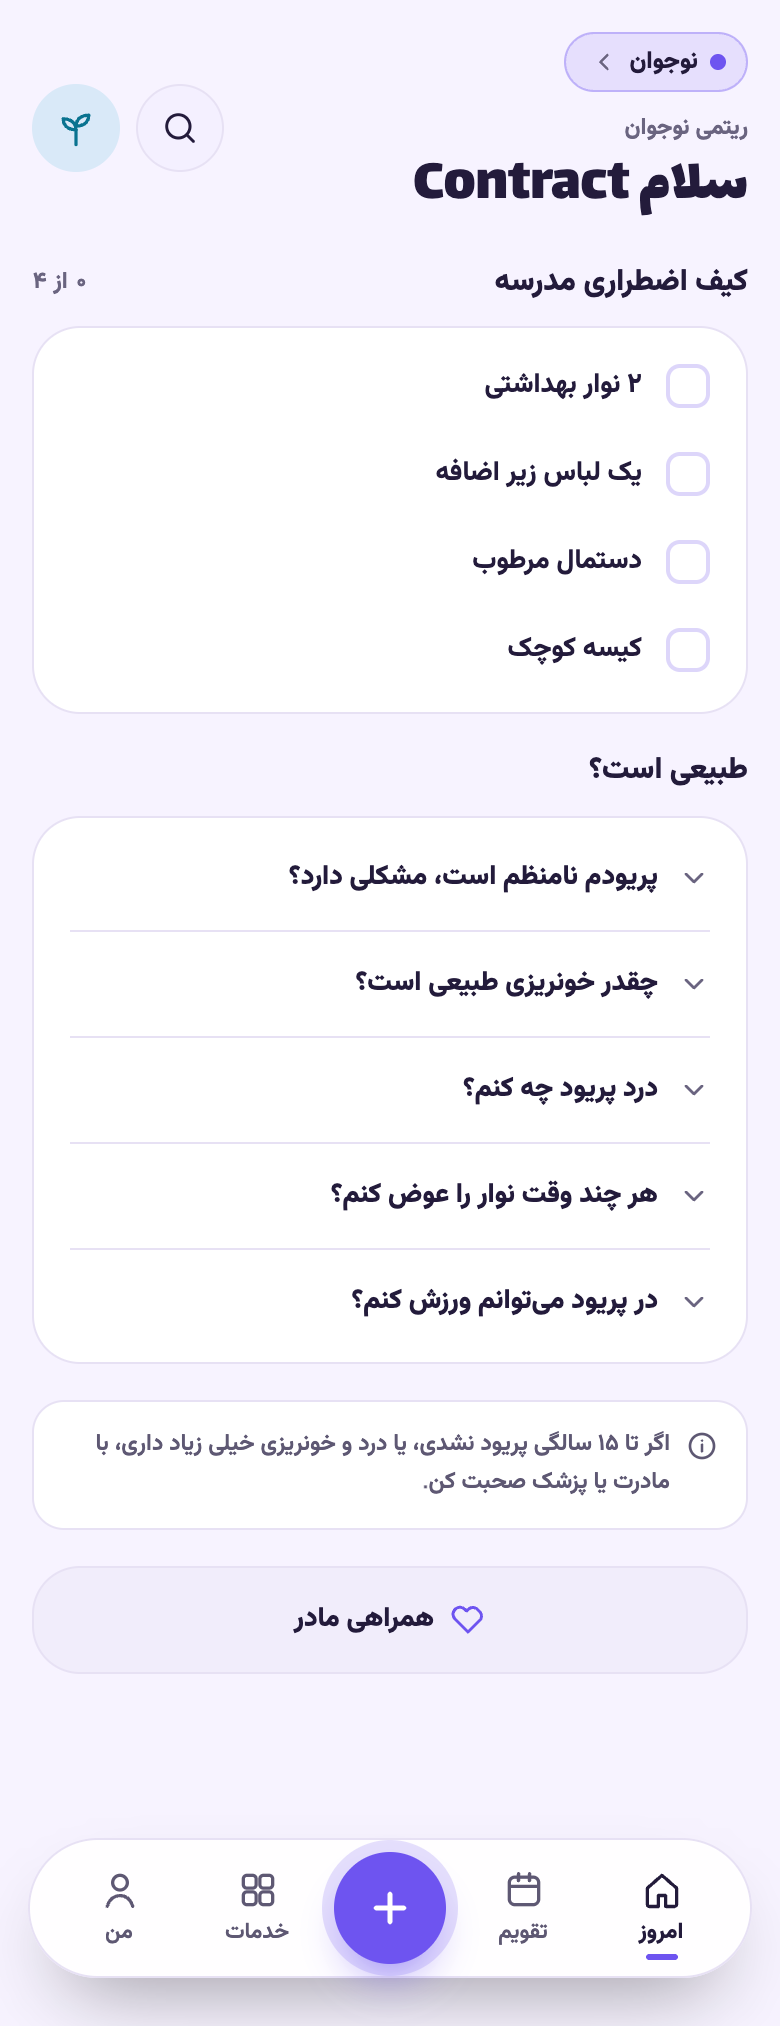 نوجوان
ریتمی نوجوان
سلام Contract
کیف اضطراری مدرسه
۰ از ۴
۲ نوار بهداشتی
یک لباس زیر اضافه
دستمال مرطوب
کیسه کوچک
طبیعی است؟
پریودم نامنظم است، مشکلی دارد؟
چقدر خونریزی طبیعی است؟
درد پریود چه کنم؟
هر چند وقت نوار را عوض کنم؟
در پریود می‌توانم ورزش کنم؟
اگر تا ۱۵ سالگی پریود نشدی، یا درد و خونریزی خیلی زیاد داری، با
مادرت یا پزشک صحبت کن.
همراهی مادر
امروز
تقویم
خدمات
من